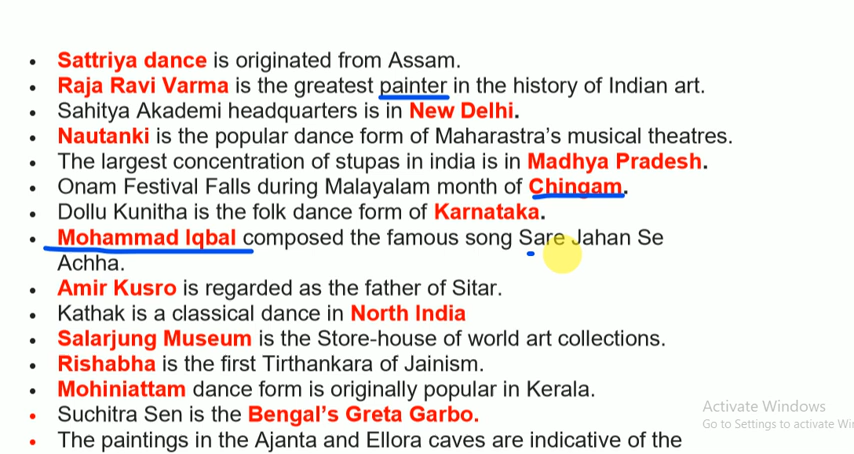 • Sattriya dance is originated from Assam.
• Raja Ravi Varma is the greatest painter in the history of Indian art.
• Sahitya Akademi headquarters is in New Delhi.
• Nautanki is the popular dance form of Maharastra's musical theatres.
• The largest concentration of stupas in india is in Madhya Pradesh.
• Onam Festival Falls during Malayalam month of Chingam.
• Dollu Kunitha is the folk dance form of Karnataka.
• Mohammad Iqbal composed the famous song Sare Jahan Se
Achha.
• Amir Kusro is regarded as the father of Sitar.
• Kathak is a classical dance in North India
• Salarjung Museum is the Store-house of world art collections.
• Rishabha is the first Tirthankara of Jainism.
• Mohiniattam dance form is originally popular in Kerala.
• Suchitra Sen is the Bengal's Greta Garbo.
• The paintings in the Ajanta and Ellora caves are indicative of the
Activate Windows
Go to Settings to activate Wi